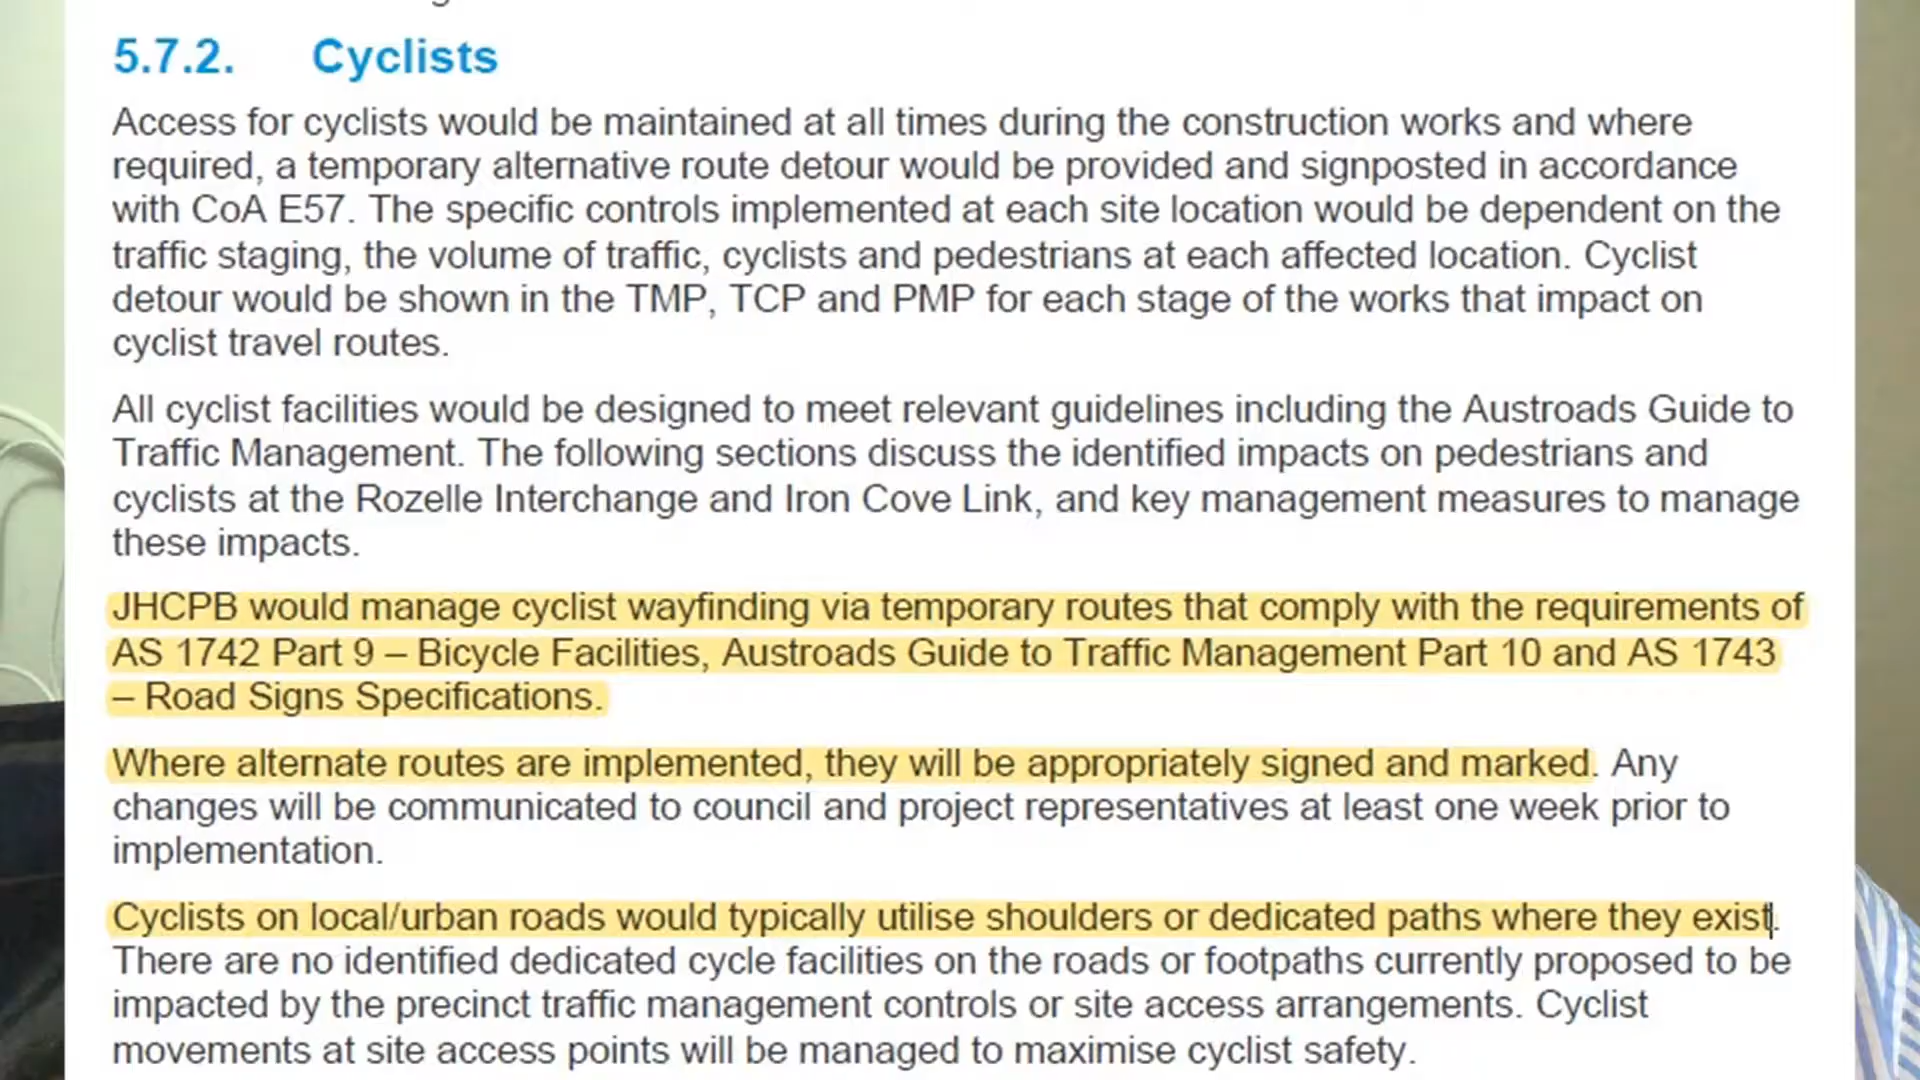 5.7.2. Cyclists
Access for cyclists would be maintained at all times during the construction works and where
required, a temporary alternative route detour would be provided and signposted in accordance
with CoA E57. The specific controls implemented at each site location would be dependent on the
traffic staging, the volume of traffic, cyclists and pedestrians at each affected location. Cyclist
detour would be shown in the TMP, TCP and PMP for each stage of the works that impact on
cyclist travel routes.
All cyclist facilities would be designed to meet relevant guidelines including the Austroads Guide to
Traffic Management. The following sections discuss the identified impacts on pedestrians and
cyclists at the Rozelle Interchange and Iron Cove Link, and key management measures to manage
these impacts.
JHCPB would manage cyclist wayfinding via temporary routes that comply with the requirements of
AS 1742 Part 9 – Bicycle Facilities, Austroads Guide to Traffic Management Part 10 and AS 1743
– Road Signs Specifications.
Where alternate routes are implemented, they will be appropriately signed and marked. Any
changes will be communicated to council and project representatives at least one week prior to
implementation.
Cyclists on local/urban roads would typically utilise shoulders or dedicated paths where they exist.
There are no identified dedicated cycle facilities on the roads or footpaths currently proposed to be
impacted by the precinct traffic management controls or site access arrangements. Cyclist
movements at site access points will be managed to maximise cyclist safety.